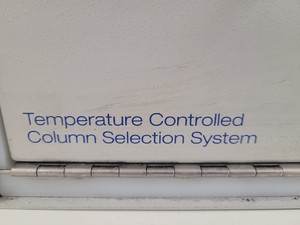 Temperature Controlled
Column Selection System